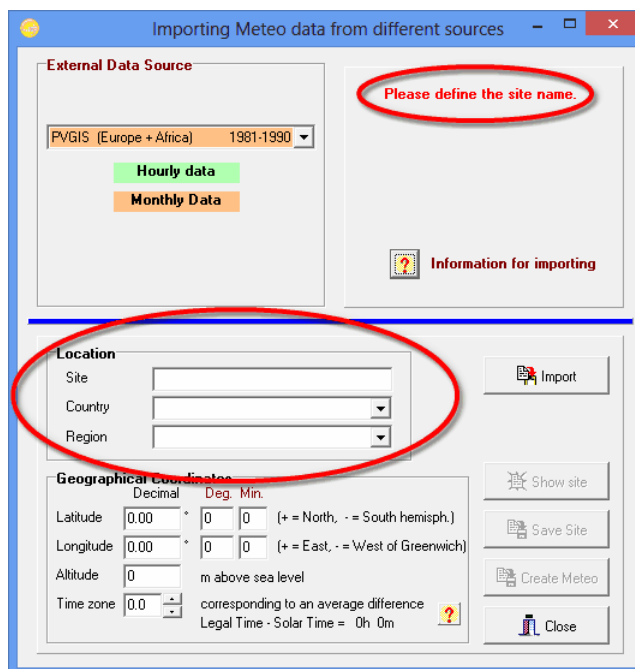 Importing Meteo data from different sources
External Data Source
PVGIS (Europe + Africa) 1981-1990
Hourly data
Monthly Data
Please define the site name.
? Information for importing
Location
Site
Country
Region
Import
Geographical Coordinates
Decimal Deg. Min.
Latitude 0.00 ° 0 0 (+ = North, - = South hemisph.)
Longitude 0.00 ° 0 0 (+ = East, - = West of Greenwich)
Altitude 0 m above sea level
Time zone 0.0 corresponding to an average difference
Legal Time - Solar Time = 0h 0m ?
Show site
Save Site
Create Meteo
Close